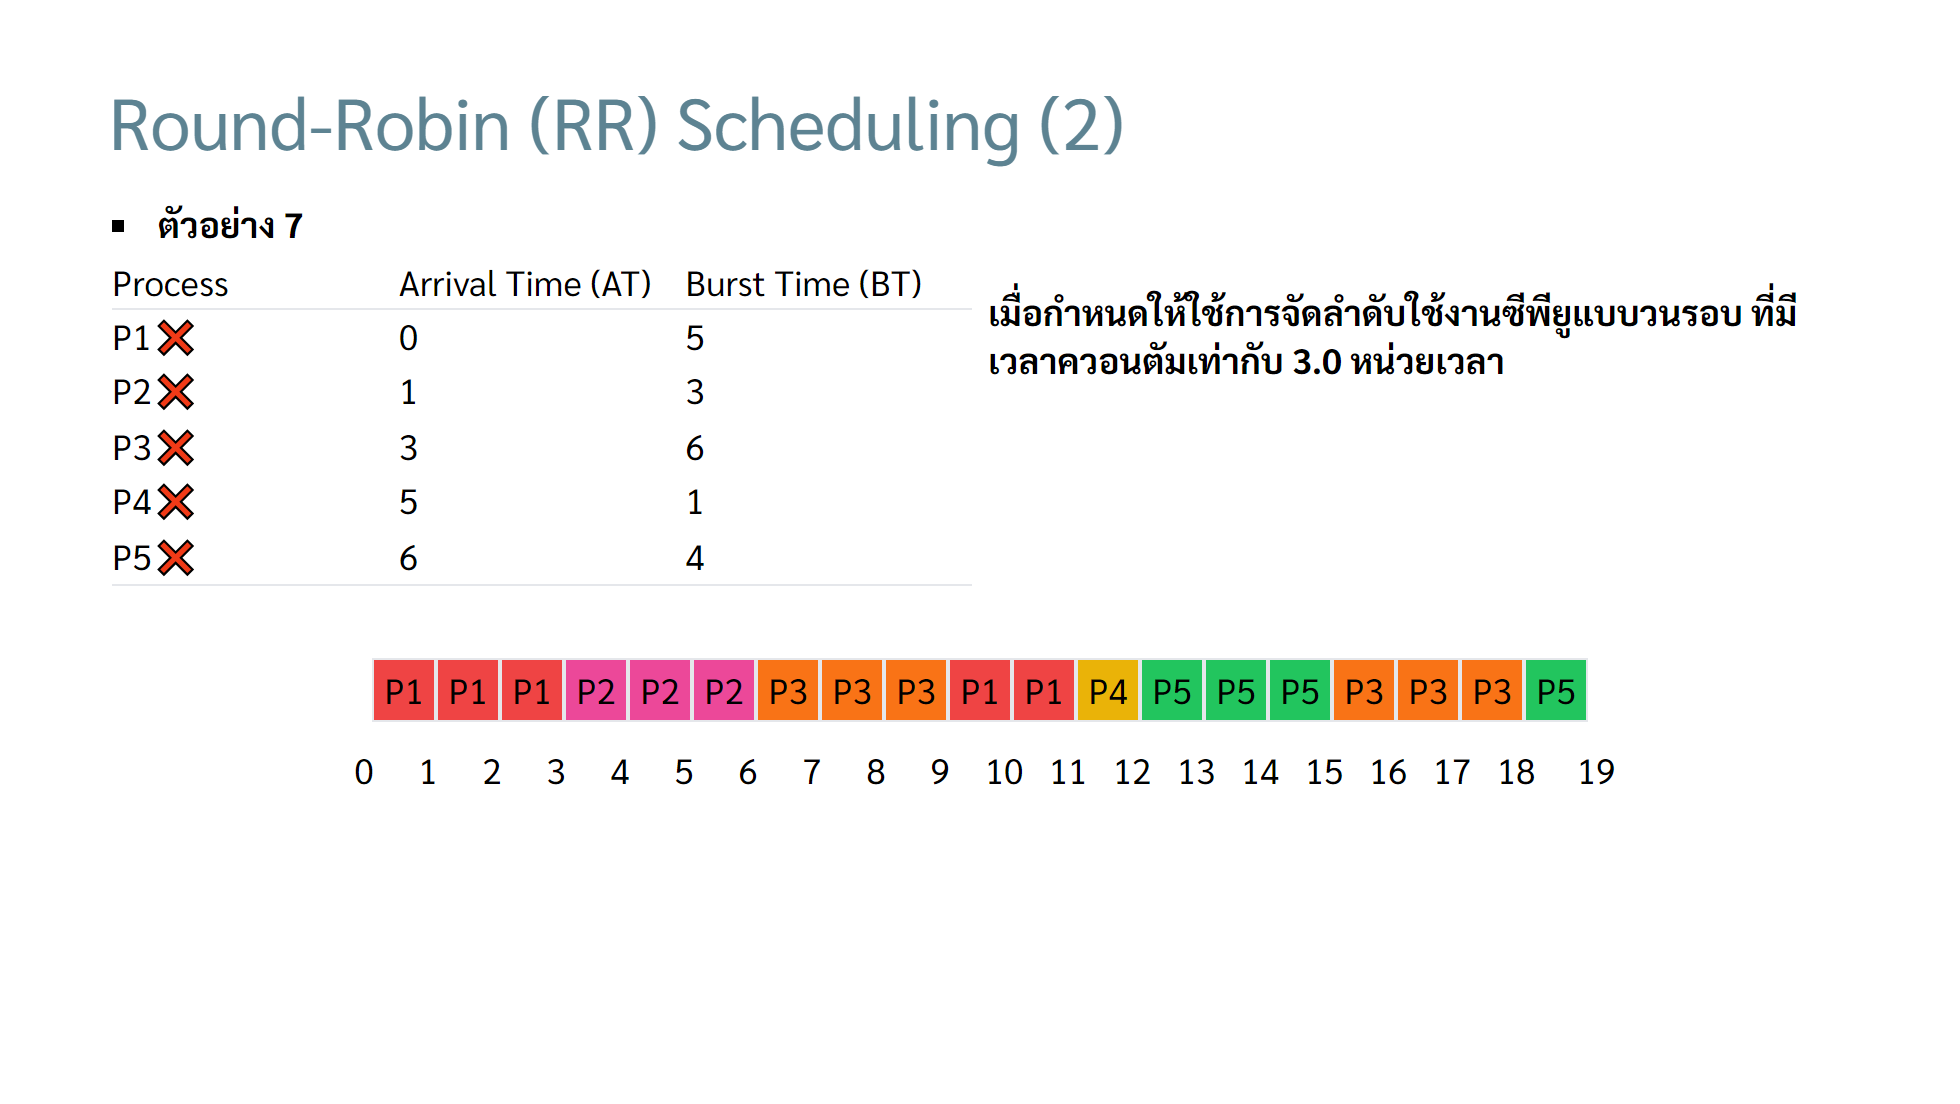 Round-Robin (RR) Scheduling (2)
▪ ตัวอย่าง 7
Process Arrival Time (AT) Burst Time (BT)
P1 0 5
P2 1 3
P3 3 6
P4 5 1
P5 6 4
เมื่อกำหนดให้ใช้การจัดลำดับใช้งานซีพียูแบบวนรอบ ที่มี
เวลาควอนตัมเท่ากับ 3.0 หน่วยเวลา
P1 P1 P1 P2 P2 P2 P3 P3 P3 P1 P1 P4 P5 P5 P5 P3 P3 P3 P5
0 1 2 3 4 5 6 7 8 9 10 11 12 13 14 15 16 17 18 19